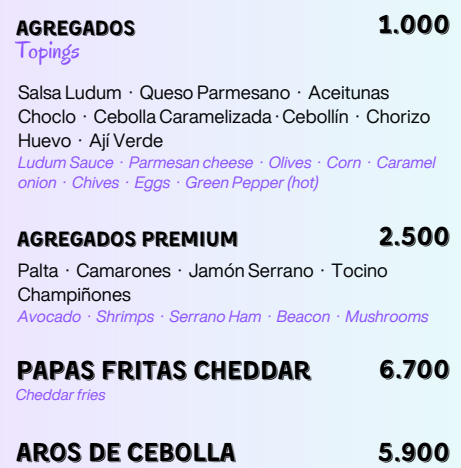 AGREGADOS 1.000
Topings
Salsa Ludum · Queso Parmesano · Aceitunas
Choclo · Cebolla Caramelizada · Cebollín · Chorizo
Huevo · Ají Verde
Ludum Sauce · Parmesan cheese · Olives · Corn · Caramel
onion · Chives · Eggs · Green Pepper (hot)
AGREGADOS PREMIUM 2.500
Palta · Camarones · Jamón Serrano · Tocino
Champiñones
Avocado · Shrimps · Serrano Ham · Beacon · Mushrooms
PAPAS FRITAS CHEDDAR 6.700
Cheddar fries
AROS DE CEBOLLA 5.900